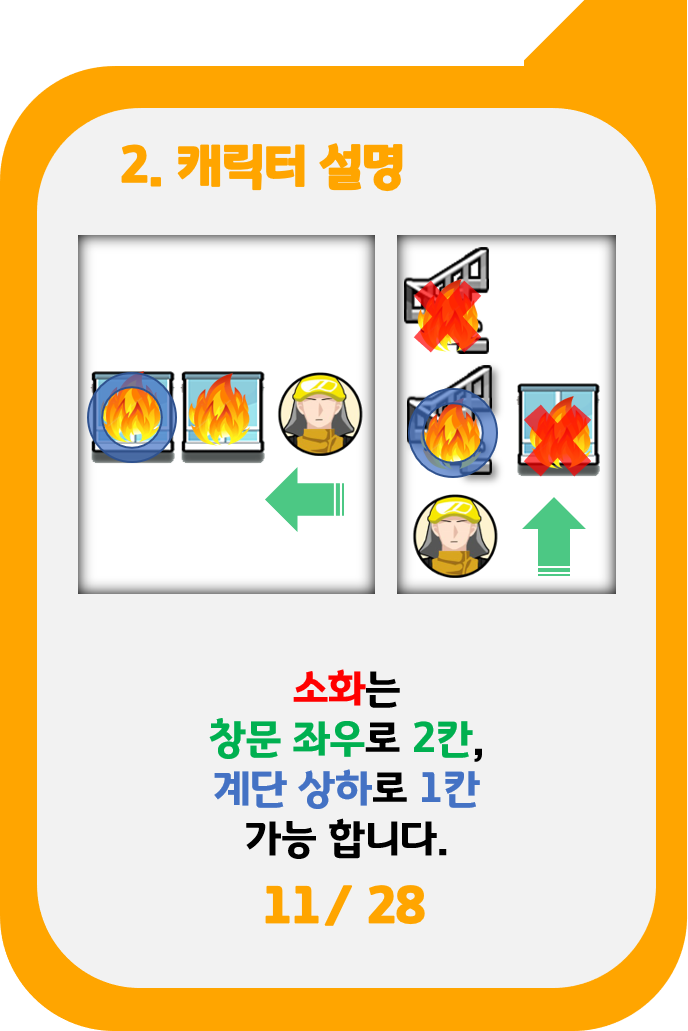 2. 캐릭터 설명
소화는
창문 좌우로 2칸,
계단 상하로 1칸
가능 합니다.
11/ 28